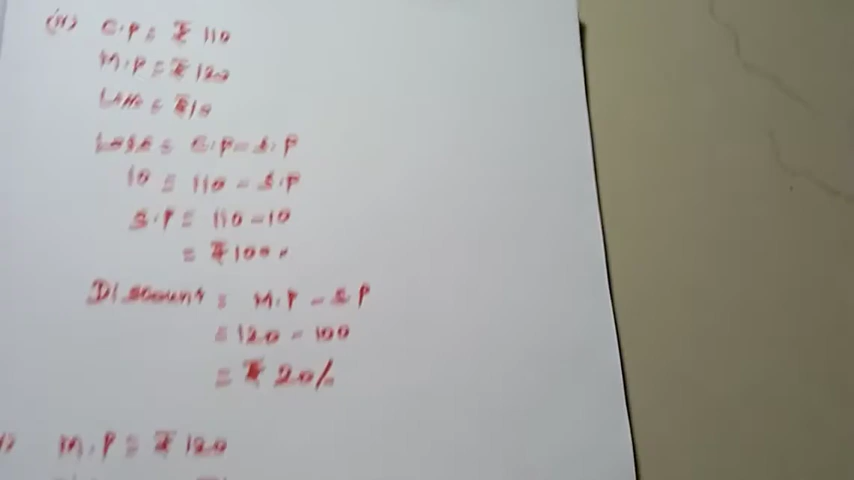 (ii) C.P = ₹ 110
M.P = ₹ 120
Loss = ₹ 10
Loss = C.P - S.P
10 = 110 - S.P
S.P = 110 - 10
= ₹ 100
Discount = M.P - S.P
= 120 - 100
= ₹ 20/.
M.P = ₹ 120